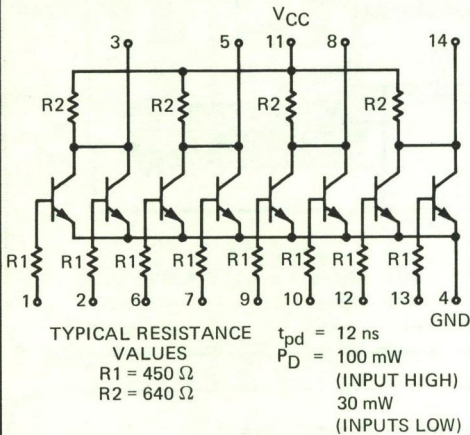 VCC
3 5 11 8 14
R2 R2 R2 R2
R1 R1 R1 R1 R1 R1 R1 R1
1 2 6 7 9 10 12 13 4
GND
TYPICAL RESISTANCE
VALUES
R1 = 450 Ω
R2 = 640 Ω
tpd = 12 ns
PD = 100 mW
(INPUT HIGH)
30 mW
(INPUTS LOW)